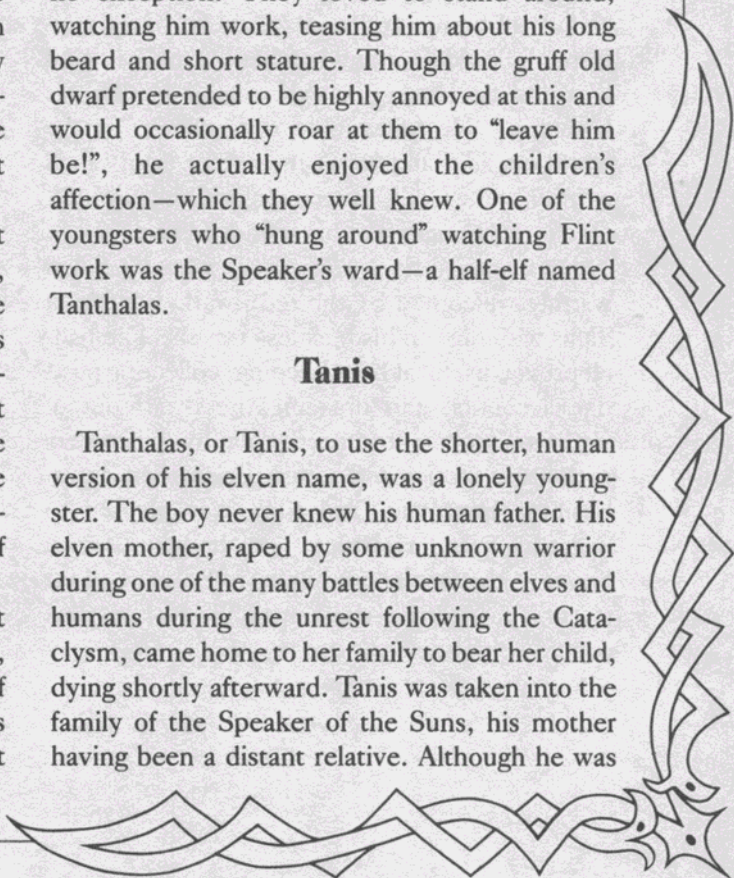 watching him work, teasing him about his long
beard and short stature. Though the gruff old
dwarf pretended to be highly annoyed at this and
would occasionally roar at them to “leave him
be!”, he actually enjoyed the children’s
affection—which they well knew. One of the
youngsters who “hung around” watching Flint
work was the Speaker’s ward—a half-elf named
Tanthalas.
Tanis
Tanthalas, or Tanis, to use the shorter, human
version of his elven name, was a lonely young-
ster. The boy never knew his human father. His
elven mother, raped by some unknown warrior
during one of the many battles between elves and
humans during the unrest following the Cata-
clysm, came home to her family to bear her child,
dying shortly afterward. Tanis was taken into the
family of the Speaker of the Suns, his mother
having been a distant relative. Although he was